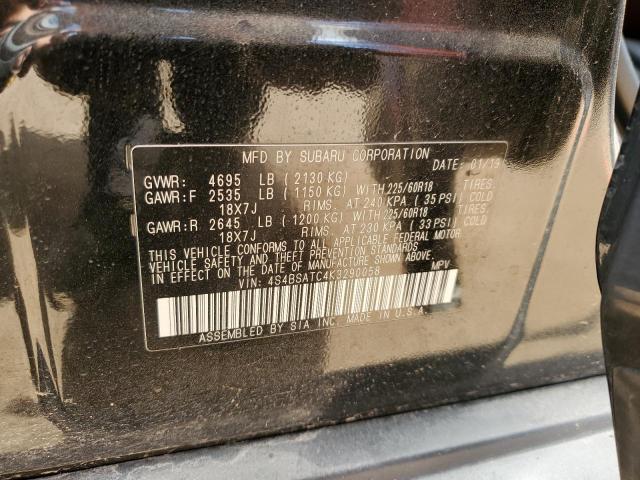 MFD BY SUBARU CORPORATION DATE: 01/19
GVWR: 4695 LB ( 2130 KG)
GAWR:F 2535 LB ( 1150 KG) WITH 225/60R18 TIRES.
18X7J RIMS. AT 240 KPA ( 35 PSI) COLD
GAWR:R 2645 LB ( 1200 KG) WITH 225/60R18 TIRES.
18X7J RIMS. AT 230 KPA ( 33 PSI) COLD
THIS VEHICLE CONFORMS TO ALL APPLICABLE FEDERAL MOTOR
VEHICLE SAFETY STANDARDS IN EFFECT ON THE DATE OF
MANUFACTURE SHOWN ABOVE.
VIN: 4S4BSATC4K3290058 MPV
ASSEMBLED BY SIA INC. MADE IN U.S.A.